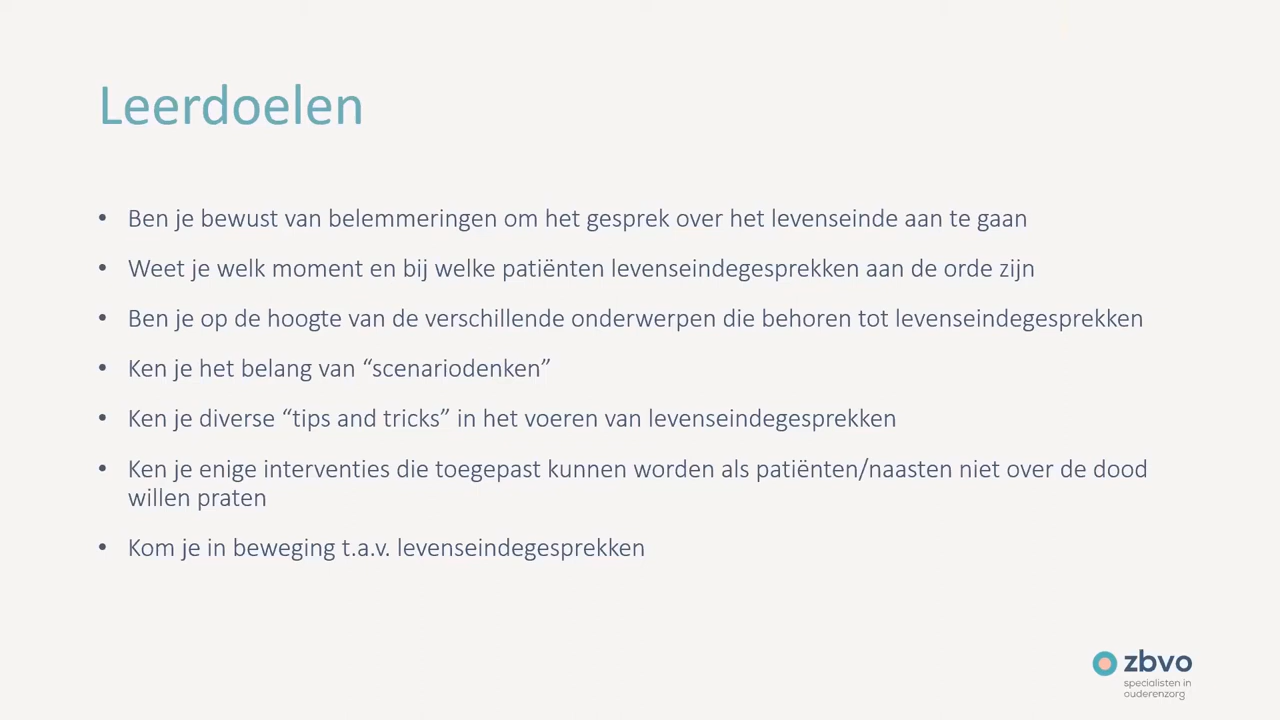 Leerdoelen
• Ben je bewust van belemmeringen om het gesprek over het levenseinde aan te gaan
• Weet je welk moment en bij welke patiënten levenseindegesprekken aan de orde zijn
• Ben je op de hoogte van de verschillende onderwerpen die behoren tot levenseindegesprekken
• Ken je het belang van “scenariodenken”
• Ken je diverse “tips and tricks” in het voeren van levenseindegesprekken
• Ken je enige interventies die toegepast kunnen worden als patiënten/naasten niet over de dood
willen praten
• Kom je in beweging t.a.v. levenseindegesprekken
zbvo
specialisten in
ouderenzorg